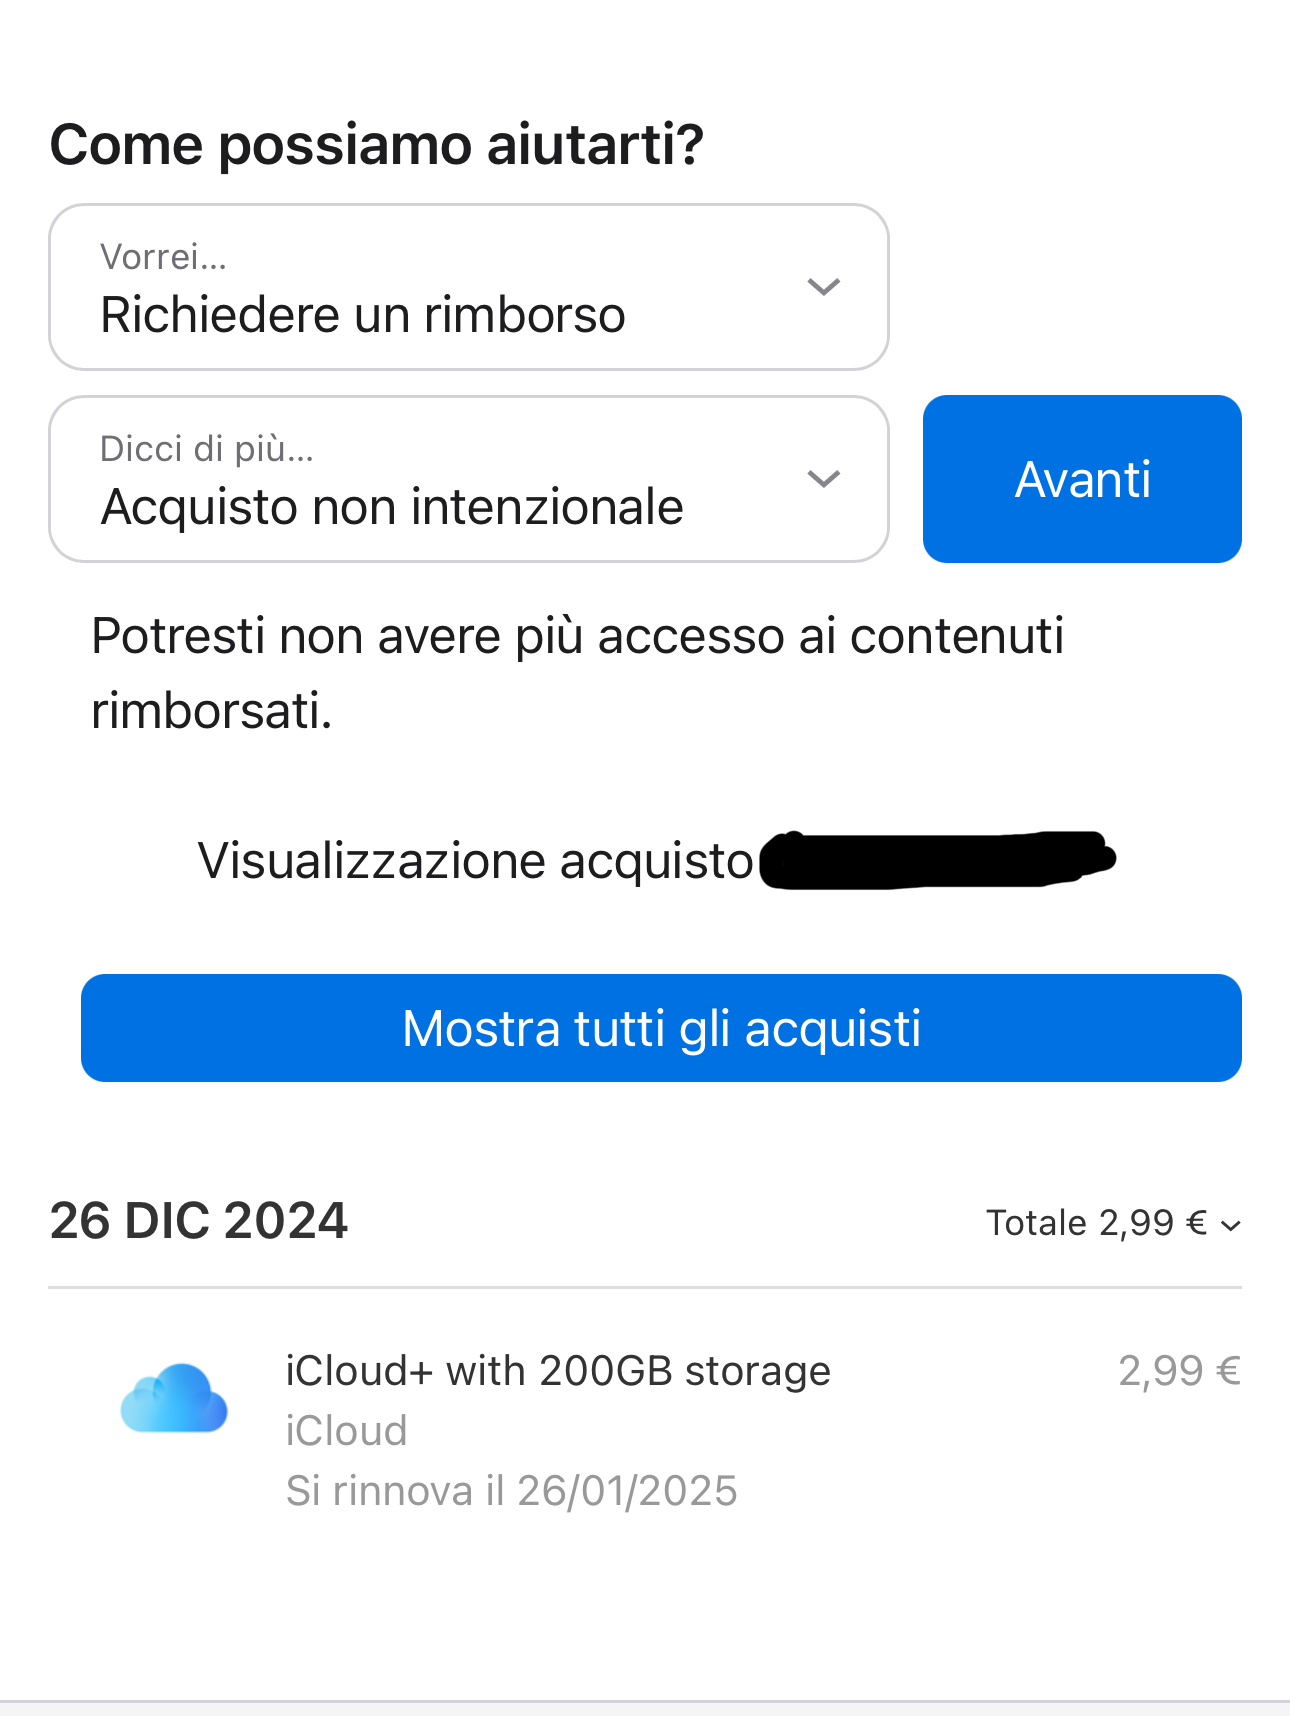 Come possiamo aiutarti?
Vorrei...
Richiedere un rimborso
Dicci di più...
Acquisto non intenzionale
Avanti
Potresti non avere più accesso ai contenuti
rimborsati.
Visualizzazione acquisto
Mostra tutti gli acquisti
26 DIC 2024
Totale 2,99 €
iCloud+ with 200GB storage
2,99 €
iCloud
Si rinnova il 26/01/2025